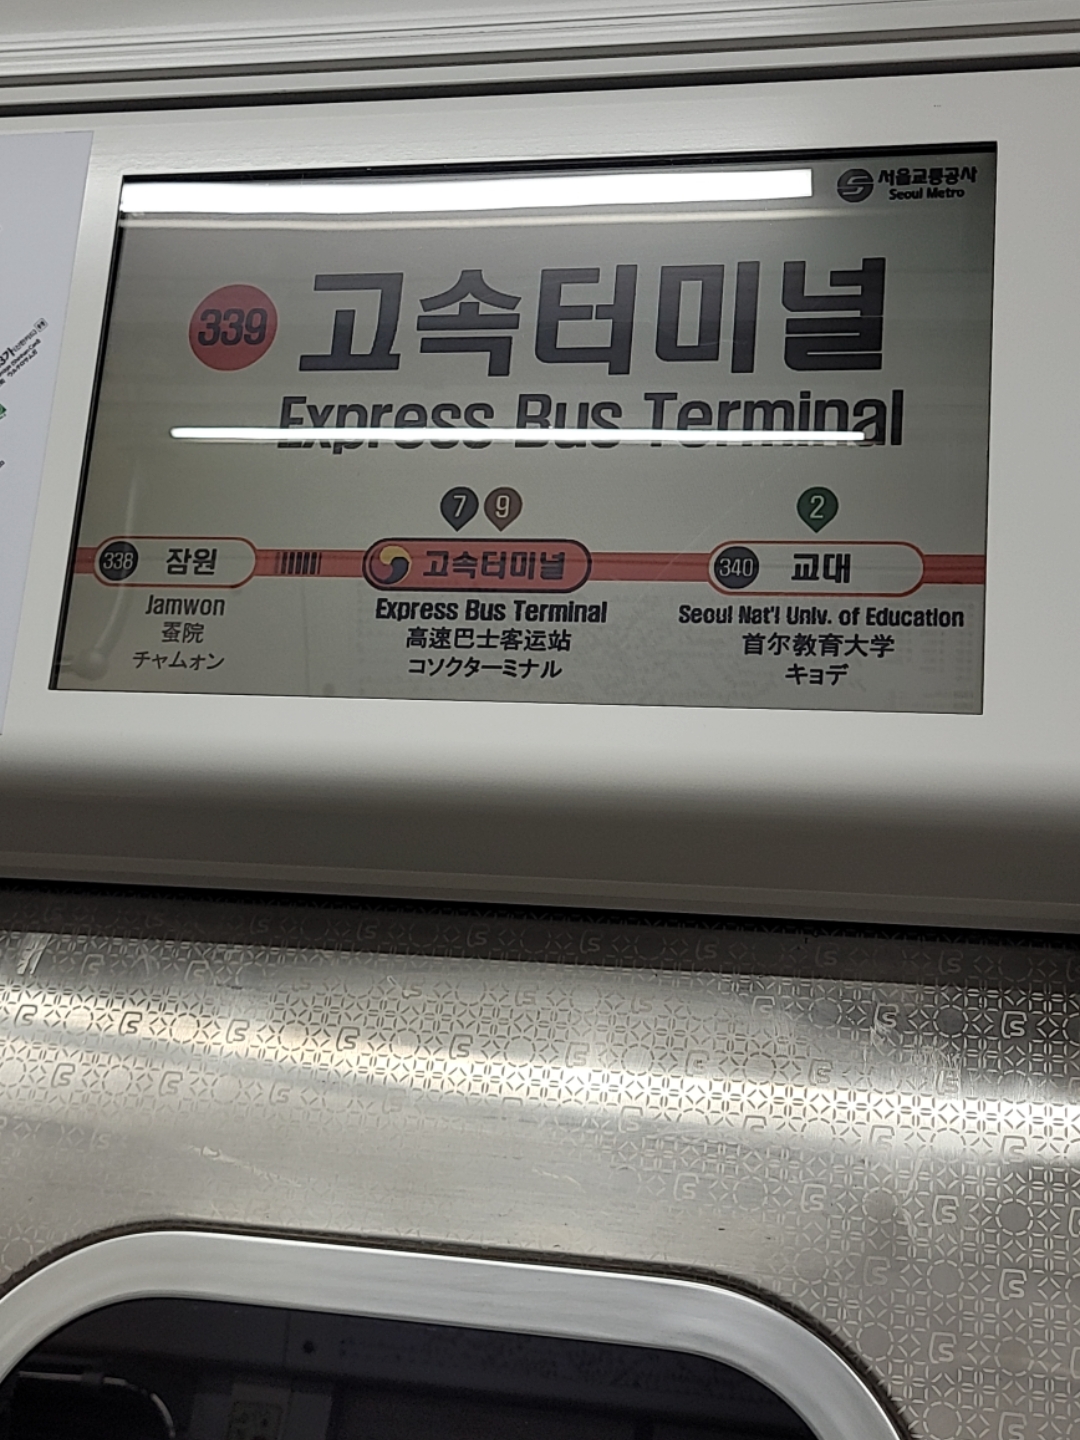 서울교통공사
Seoul Metro
339 고속터미널
Express Bus Terminal
7 9 2
338 잠원 고속터미널 340 교대
Jamwon Express Bus Terminal Seoul Nat'l Univ. of Education
蚕院 高速巴士客运站 首尔教育大学
チャムォン コソクターミナル キョデ